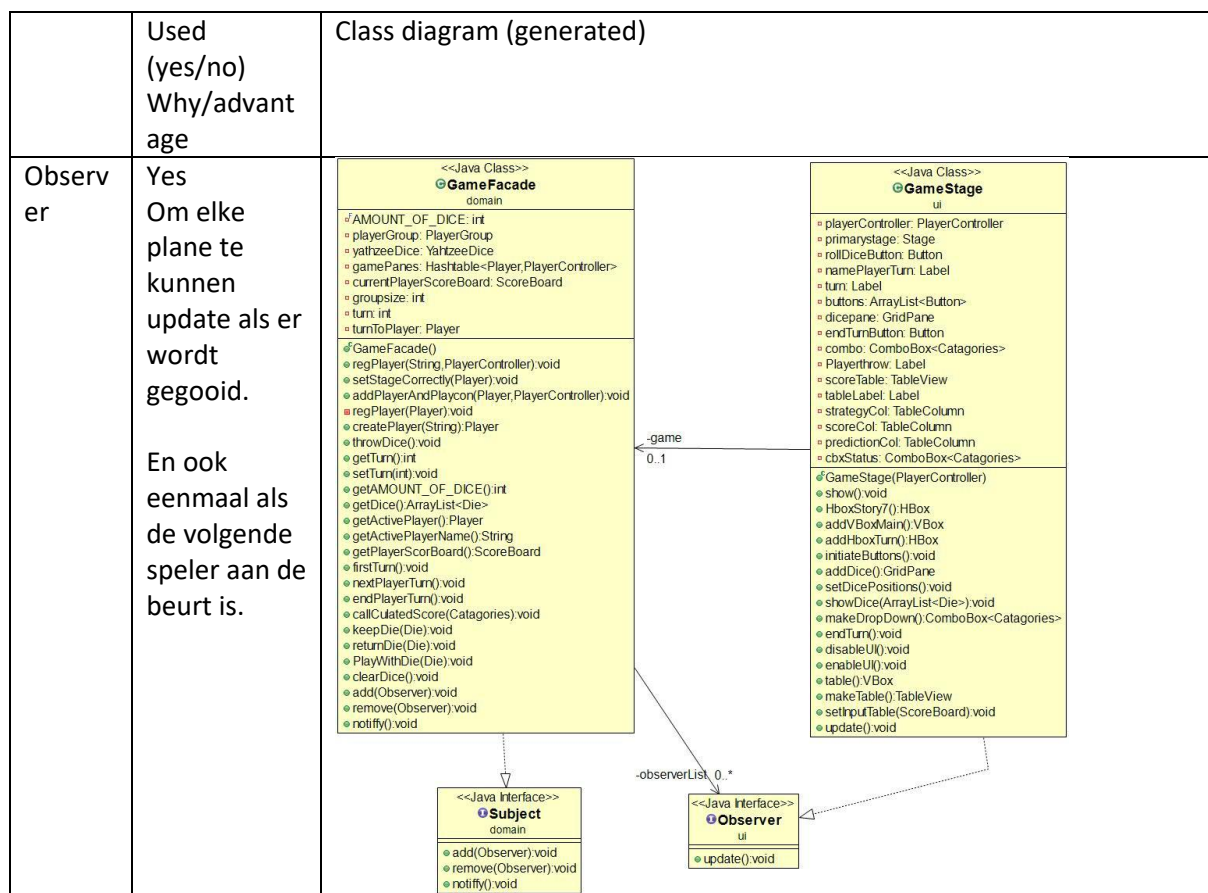 Used
(yes/no)
Why/advant
age
Class diagram (generated)
Observ
er
Yes
Om elke
plane te
kunnen
update als er
wordt
gegooid.
En ook
eenmaal als
de volgende
speler aan de
beurt is.
<<Java Class>>
GameFacade
domain
AMOUNT_OF_DICE: int
playerGroup: PlayerGroup
yathzeeDice: YahtzeeDice
gamePanes: Hashtable<Player,PlayerController>
currentPlayerScoreBoard: ScoreBoard
groupsize: int
turn: int
turnToPlayer: Player
GameFacade()
regPlayer(String,PlayerController):void
setStageCorrectly(Player):void
addPlayerAndPlaycon(Player,PlayerController):void
regPlayer(Player):void
createPlayer(String):Player
throwDice():void
getTurn():int
setTurn(int):void
getAMOUNT_OF_DICE():int
getDice():ArrayList<Die>
getActivePlayer():Player
getActivePlayerName():String
getPlayerScorBoard():ScoreBoard
firstTurn():void
nextPlayerTurn():void
endPlayerTurn():void
callCulatedScore(Catagories):void
keepDie(Die):void
returnDie(Die):void
PlayWithDie(Die):void
clearDice():void
add(Observer):void
remove(Observer):void
notiffy():void
<<Java Class>>
GameStage
ui
playerController: PlayerController
primarystage: Stage
rollDiceButton: Button
namePlayerTurn: Label
turn: Label
buttons: ArrayList<Button>
dicepane: GridPane
endTurnButton: Button
combo: ComboBox<Catagories>
Playerthrow: Label
scoreTable: TableView
tableLabel: Label
strategyCol: TableColumn
scoreCol: TableColumn
predictionCol: TableColumn
cbxStatus: ComboBox<Catagories>
GameStage(PlayerController)
show():void
HboxStory7():HBox
addVBoxMain():VBox
addHboxTurn():HBox
initiateButtons():void
addDice():GridPane
setDicePositions():void
showDice(ArrayList<Die>):void
makeDropDown():ComboBox<Catagories>
endTurn():void
disableUI():void
enableUI():void
table():VBox
makeTable():TableView
setInputTable(ScoreBoard):void
update():void
-game
0..1
-observerList 0..*
<<Java Interface>>
Subject
domain
add(Observer):void
remove(Observer):void
notiffy():void
<<Java Interface>>
Observer
ui
update():void